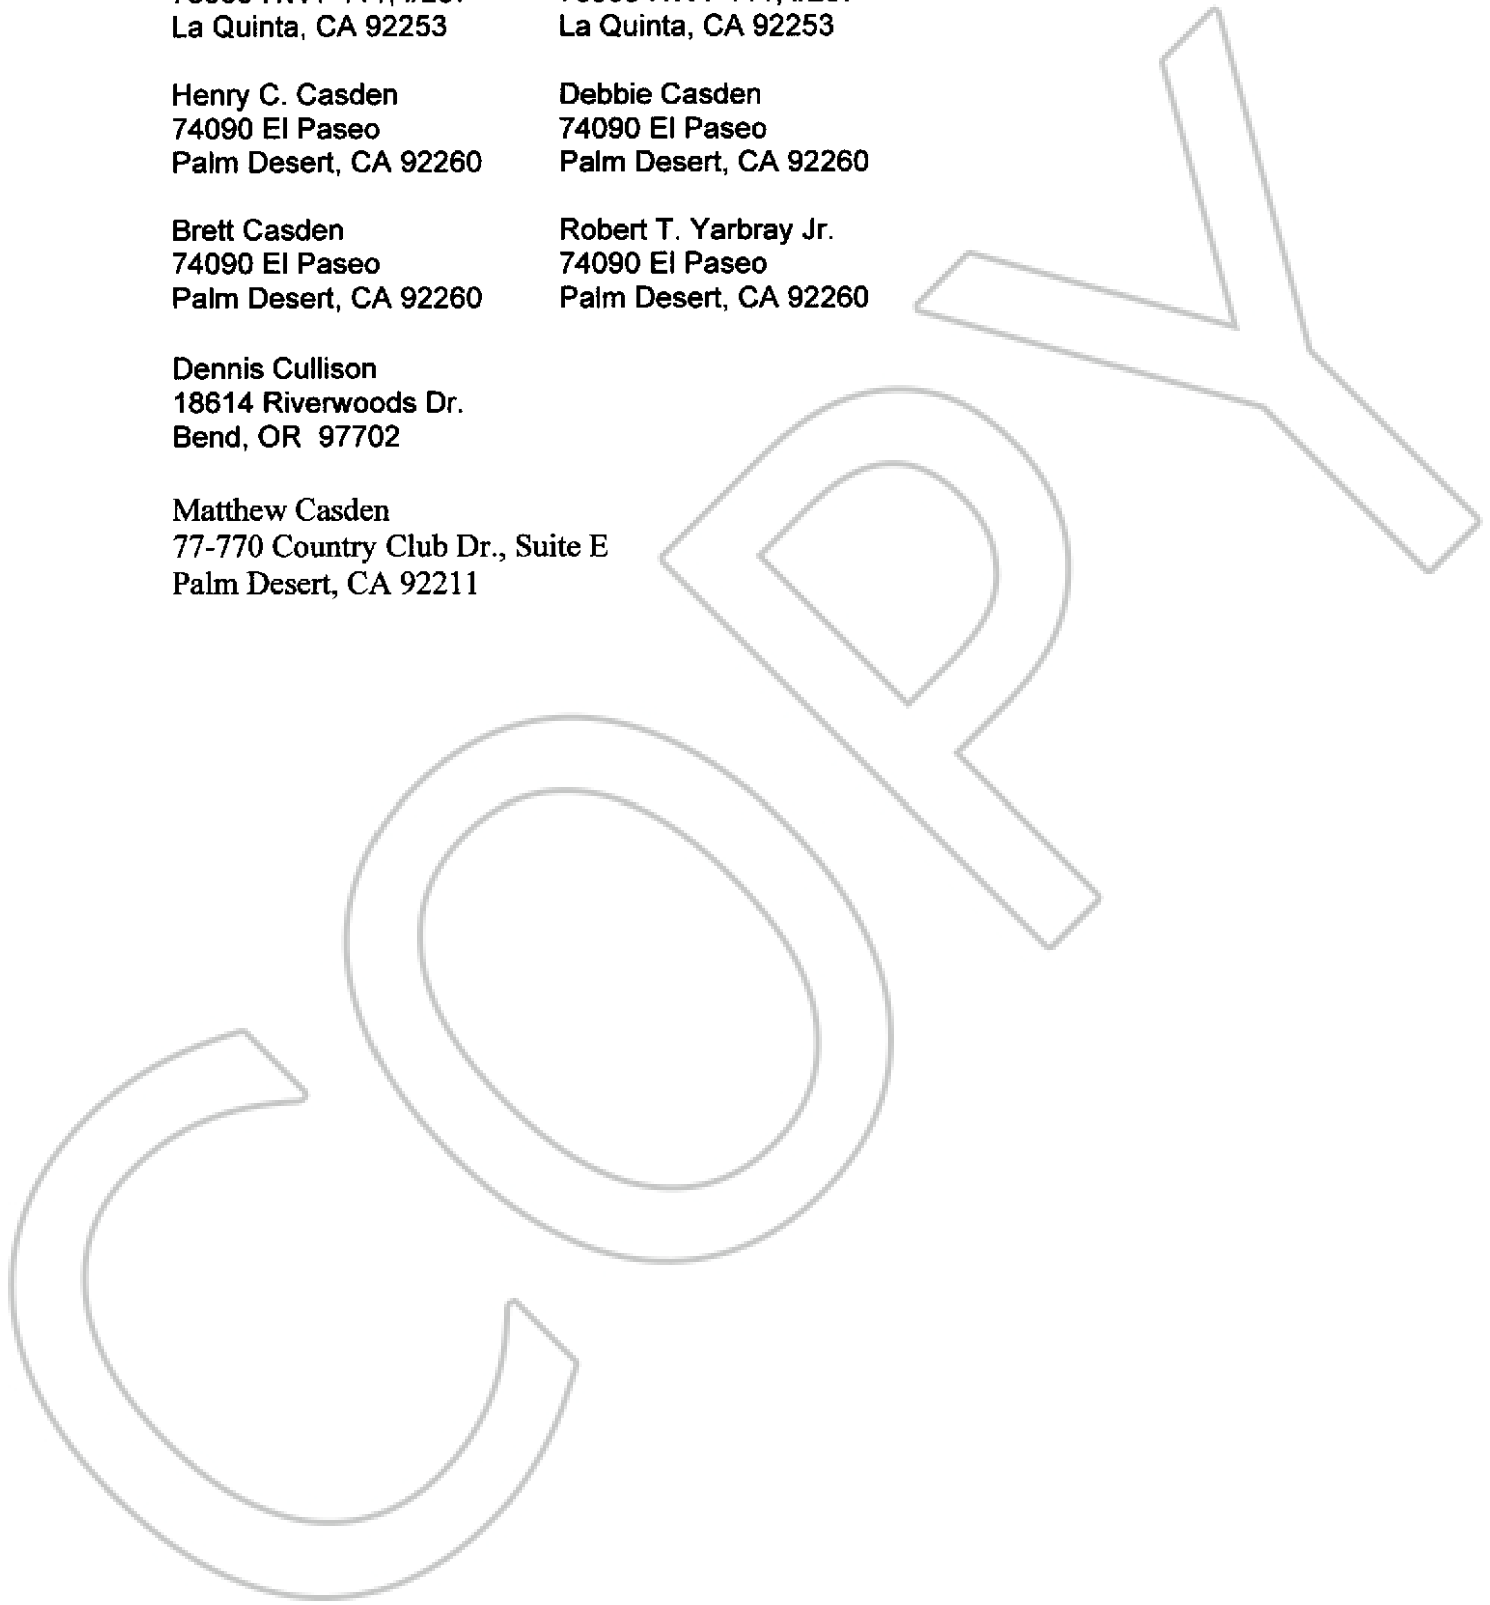 La Quinta, CA 92253
La Quinta, CA 92253
Henry C. Casden
74090 El Paseo
Palm Desert, CA 92260
Debbie Casden
74090 El Paseo
Palm Desert, CA 92260
Brett Casden
74090 El Paseo
Palm Desert, CA 92260
Robert T. Yarbray Jr.
74090 El Paseo
Palm Desert, CA 92260
Dennis Cullison
18614 Riverwoods Dr.
Bend, OR 97702
Matthew Casden
77-770 Country Club Dr., Suite E
Palm Desert, CA 92211
COPY